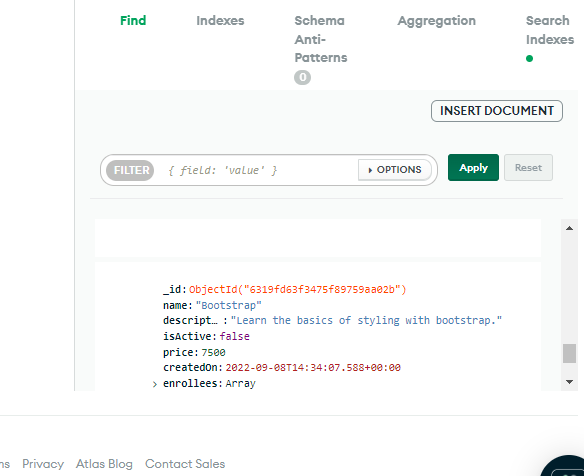 Find Indexes Schema Anti-Patterns 0 Aggregation Search Indexes
INSERT DOCUMENT
FILTER { field: 'value' } OPTIONS Apply Reset
_id: ObjectId("6319fd63f3475f89759aa02b")
name: "Bootstrap"
descript… : "Learn the basics of styling with bootstrap."
isActive: false
price: 7500
createdOn: 2022-09-08T14:34:07.588+00:00
enrollees: Array
ns Privacy Atlas Blog Contact Sales